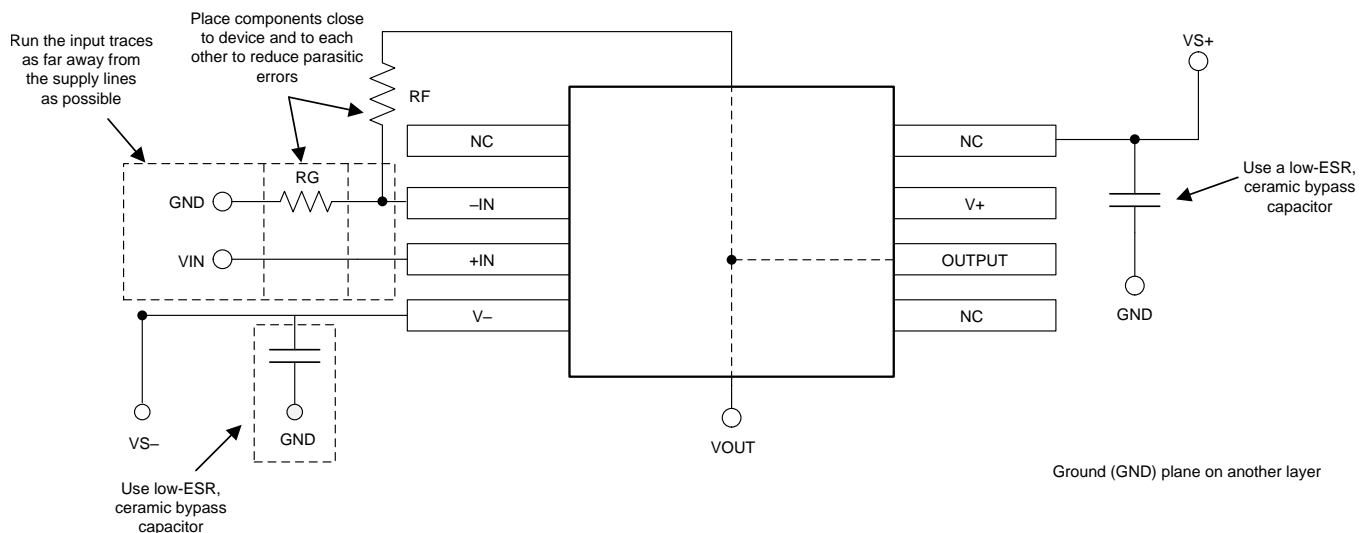 Place components close
to device and to each
other to reduce parasitic
errors
Run the input traces
as far away from
the supply lines
as possible
VS+
RF
NC
NC
Use a low-ESR,
ceramic bypass
capacitor
RG
GND
–IN
V+
VIN
+IN
OUTPUT
V–
NC
GND
VS–
GND
VOUT
Ground (GND) plane on another layer
Use low-ESR,
ceramic bypass
capacitor